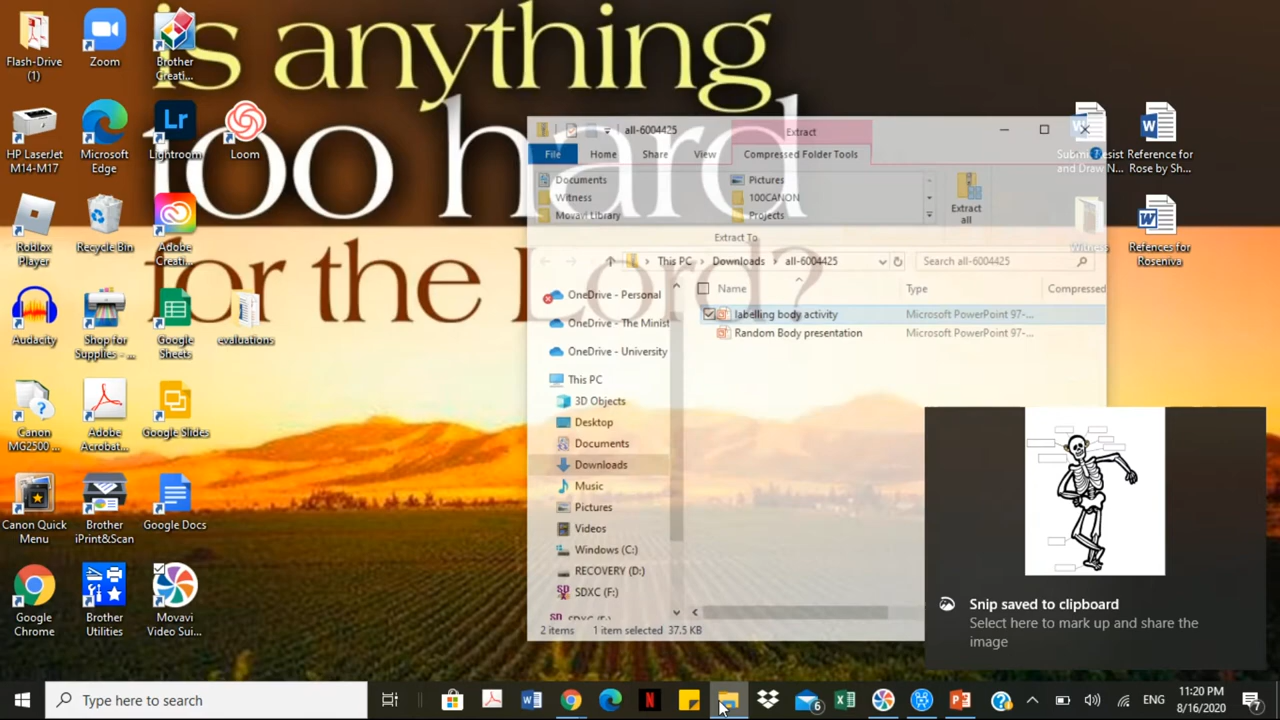 is anything
too hard
for the Lord?
Flash-Drive
(1)
Zoom
Brother
Creati...
HP LaserJet
M14-M17
Microsoft
Edge
Lightroom
Loom
Roblox
Player
Recycle Bin
Adobe
Creati...
Audacity
Shop for
Supplies - ...
Google
Sheets
evaluations
Canon
MG2500 ...
Adobe
Acrobat...
Google Slides
Canon Quick
Menu
Brother
iPrint&Scan
Google Docs
Google
Chrome
Brother
Utilities
Movavi
Video Sui...
all-6004425
Extract
File
Home
Share
View
Compressed Folder Tools
Documents
Pictures
Witness
100CANON
Movavi Library
Projects
Extract
all
Extract To
This PC
Downloads
all-6004425
Search all-6004425
Name
Type
Compressed
OneDrive - Personal
OneDrive - The Minist
OneDrive - University
This PC
3D Objects
Desktop
Documents
Downloads
Music
Pictures
Videos
Windows (C:)
RECOVERY (D:)
SDXC (F:)
labelling body activity
Microsoft PowerPoint 97-...
Random Body presentation
Microsoft PowerPoint 97-...
2 items
1 item selected 37.5 KB
and Draw N...
Reference for
Rose by Sh...
Witness
Refences for
Roseniva
Snip saved to clipboard
Select here to mark up and share the
image
Type here to search
6
ENG
11:20 PM
8/16/2020
7